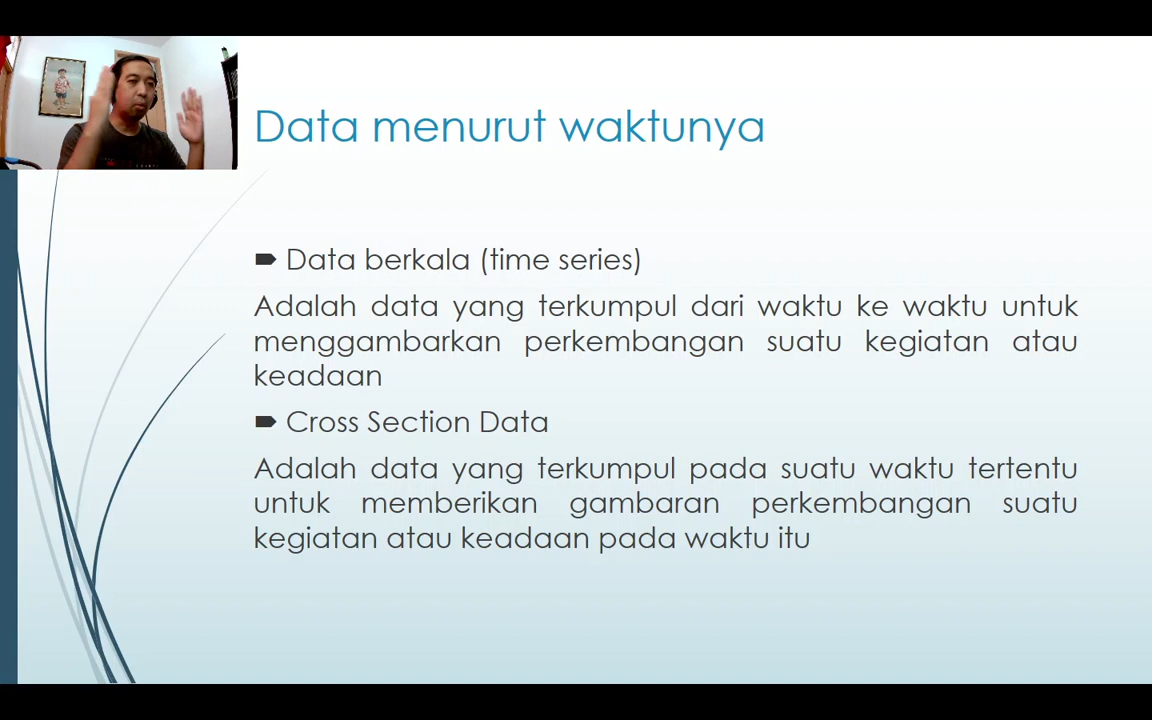 Data menurut waktunya
Data berkala (time series)
Adalah data yang terkumpul dari waktu ke waktu untuk
menggambarkan perkembangan suatu kegiatan atau
keadaan
Cross Section Data
Adalah data yang terkumpul pada suatu waktu tertentu
untuk memberikan gambaran perkembangan suatu
kegiatan atau keadaan pada waktu itu